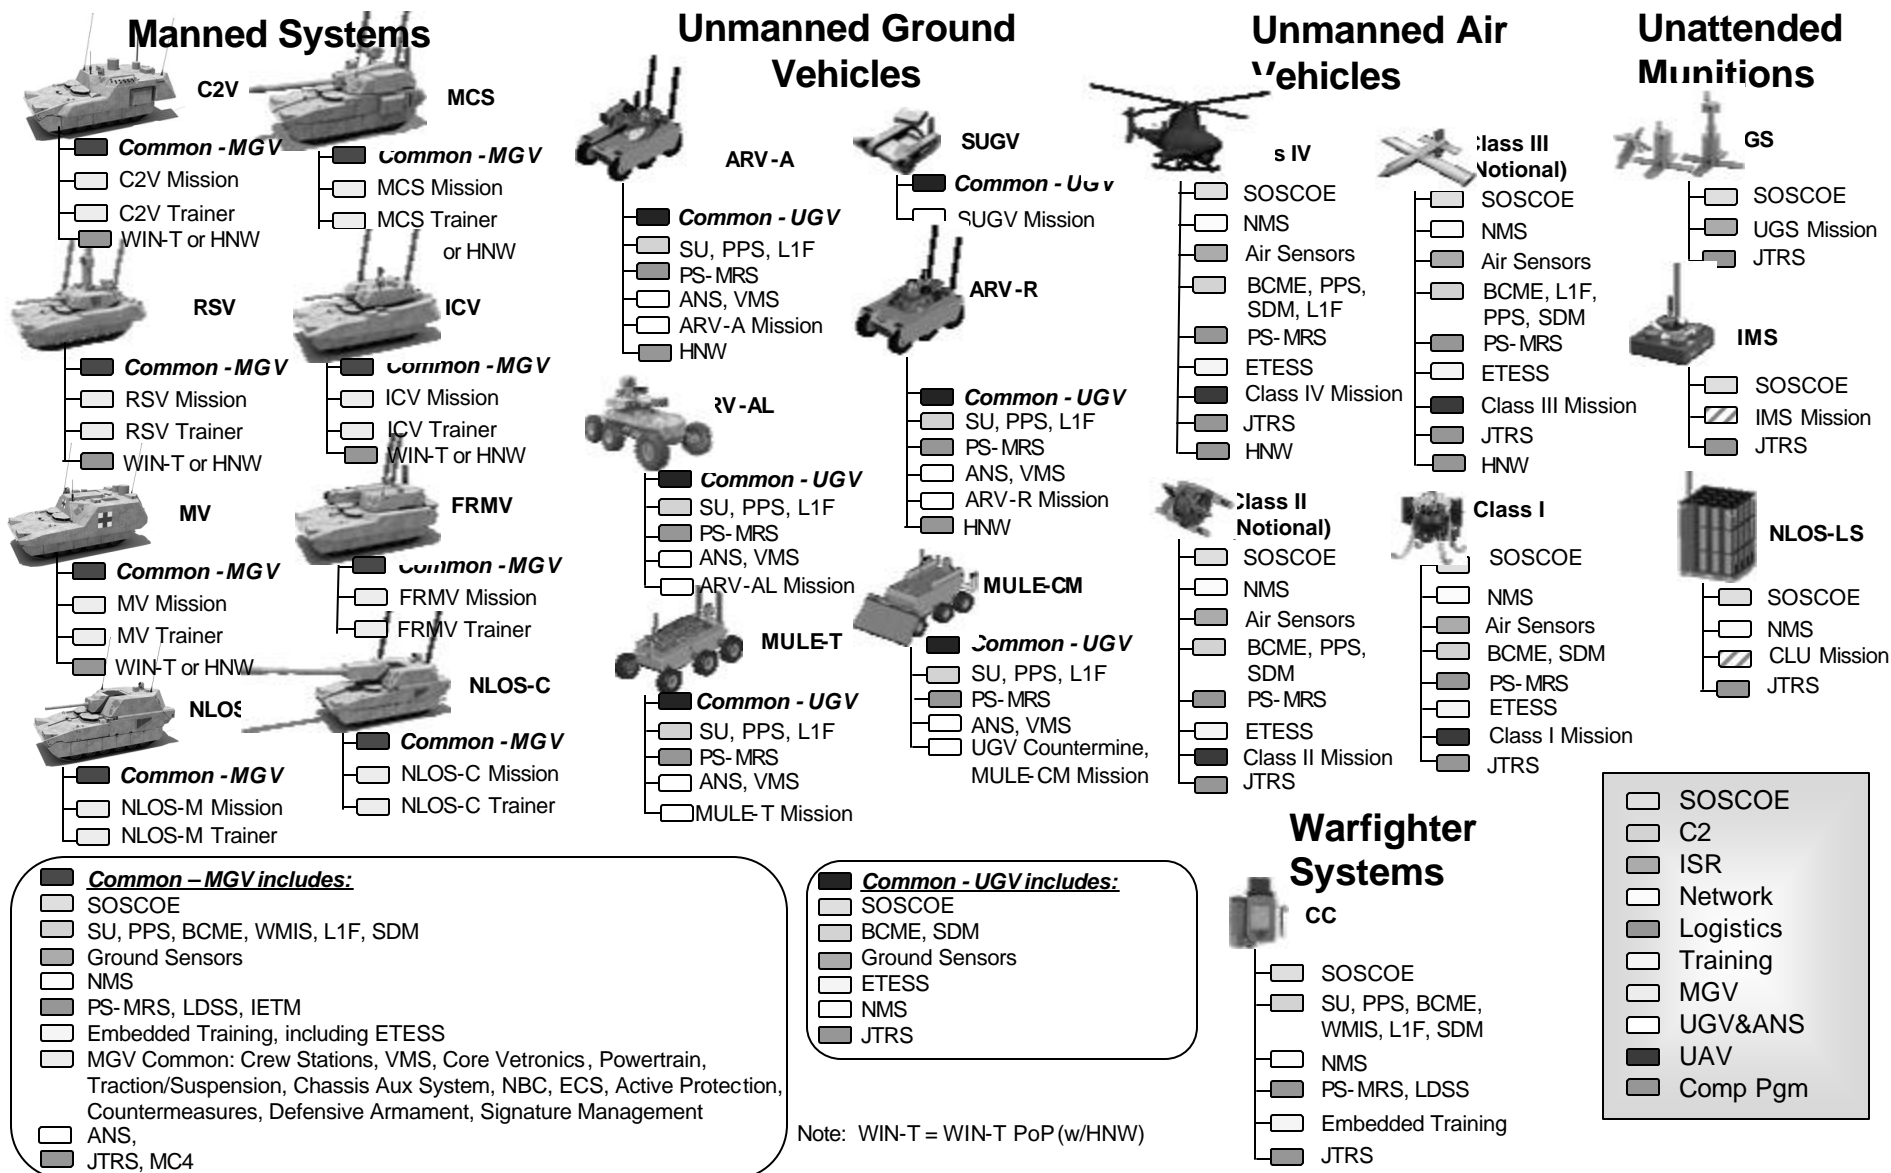 Manned Systems
C2V
Common - MGV
C2V Mission
C2V Trainer
WIN-T or HNW
MCS
Common - MGV
MCS Mission
MCS Trainer
or HNW
RSV
Common - MGV
RSV Mission
RSV Trainer
WIN-T or HNW
ICV
Common - MGV
ICV Mission
ICV Trainer
WIN-T or HNW
MV
Common - MGV
MV Mission
MV Trainer
WIN-T or HNW
FRMV
Common - MGV
FRMV Mission
FRMV Trainer
NLOS
Common - MGV
NLOS-M Mission
NLOS-M Trainer
NLOS-C
Common - MGV
NLOS-C Mission
NLOS-C Trainer
Unmanned Ground
Vehicles
ARV-A
Common - UGV
SU, PPS, L1F
PS-MRS
ANS, VMS
ARV-A Mission
HNW
SUGV
Common - UGV
SUGV Mission
ARV-R
Common - UGV
SU, PPS, L1F
PS-MRS
ANS, VMS
ARV-R Mission
HNW
RV-AL
Common - UGV
SU, PPS, L1F
PS-MRS
ANS, VMS
ARV-AL Mission
MULE-CM
Common - UGV
SU, PPS, L1F
PS-MRS
ANS, VMS
UGV Countermine,
MULE-CM Mission
MULE-T
Common - UGV
SU, PPS, L1F
PS-MRS
ANS, VMS
MULE-T Mission
Unmanned Air
Vehicles
s IV
SOSCOE
NMS
Air Sensors
BCME, PPS,
SDM, L1F
PS-MRS
ETESS
Class IV Mission
JTRS
HNW
Class III
(Notional)
SOSCOE
NMS
Air Sensors
BCME, L1F,
PPS, SDM
PS-MRS
ETESS
Class III Mission
JTRS
HNW
Class II
(Notional)
SOSCOE
NMS
Air Sensors
BCME, PPS,
SDM
PS-MRS
ETESS
Class II Mission
JTRS
Class I
SOSCOE
NMS
Air Sensors
BCME, SDM
PS-MRS
ETESS
Class I Mission
JTRS
Unattended
Munitions
GS
SOSCOE
UGS Mission
JTRS
IMS
SOSCOE
IMS Mission
JTRS
NLOS-LS
SOSCOE
NMS
CLU Mission
JTRS
Warfighter
Systems
CC
SOSCOE
SU, PPS, BCME,
WMIS, L1F, SDM
NMS
PS-MRS, LDSS
Embedded Training
JTRS
SOSCOE
C2
ISR
Network
Logistics
Training
MGV
UGV&ANS
UAV
Comp Pgm
Common – MGV includes:
SOSCOE
SU, PPS, BCME, WMIS, L1F, SDM
Ground Sensors
NMS
PS-MRS, LDSS, IETM
Embedded Training, including ETESS
MGV Common: Crew Stations, VMS, Core Vetronics, Powertrain,
Traction/Suspension, Chassis Aux System, NBC, ECS, Active Protection,
Countermeasures, Defensive Armament, Signature Management
ANS,
JTRS, MC4
Common - UGV includes:
SOSCOE
BCME, SDM
Ground Sensors
ETESS
NMS
JTRS
Note: WIN-T = WIN-T PoP (w/HNW)